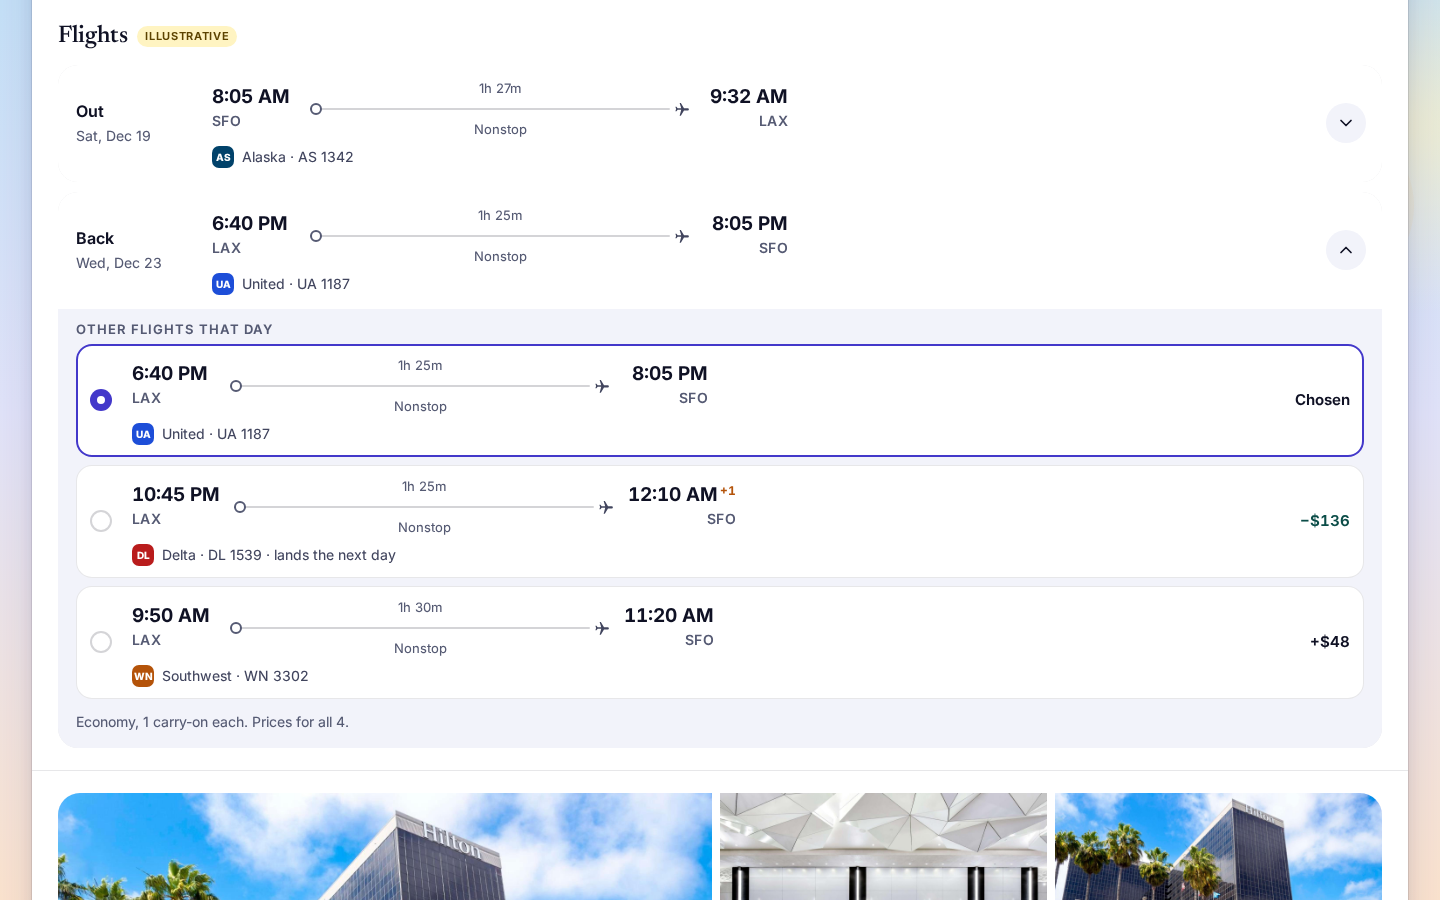 Flights ILLUSTRATIVE
Out
Sat, Dec 19
8:05 AM
SFO
1h 27m
Nonstop
9:32 AM
LAX
AS Alaska · AS 1342
Back
Wed, Dec 23
6:40 PM
LAX
1h 25m
Nonstop
8:05 PM
SFO
UA United · UA 1187
OTHER FLIGHTS THAT DAY
6:40 PM
LAX
1h 25m
Nonstop
8:05 PM
SFO
UA United · UA 1187
Chosen
10:45 PM
LAX
1h 25m
Nonstop
12:10 AM +1
SFO
DL Delta · DL 1539 · lands the next day
−$136
9:50 AM
LAX
1h 30m
Nonstop
11:20 AM
SFO
WN Southwest · WN 3302
+$48
Economy, 1 carry-on each. Prices for all 4.
Hilton
Hilton